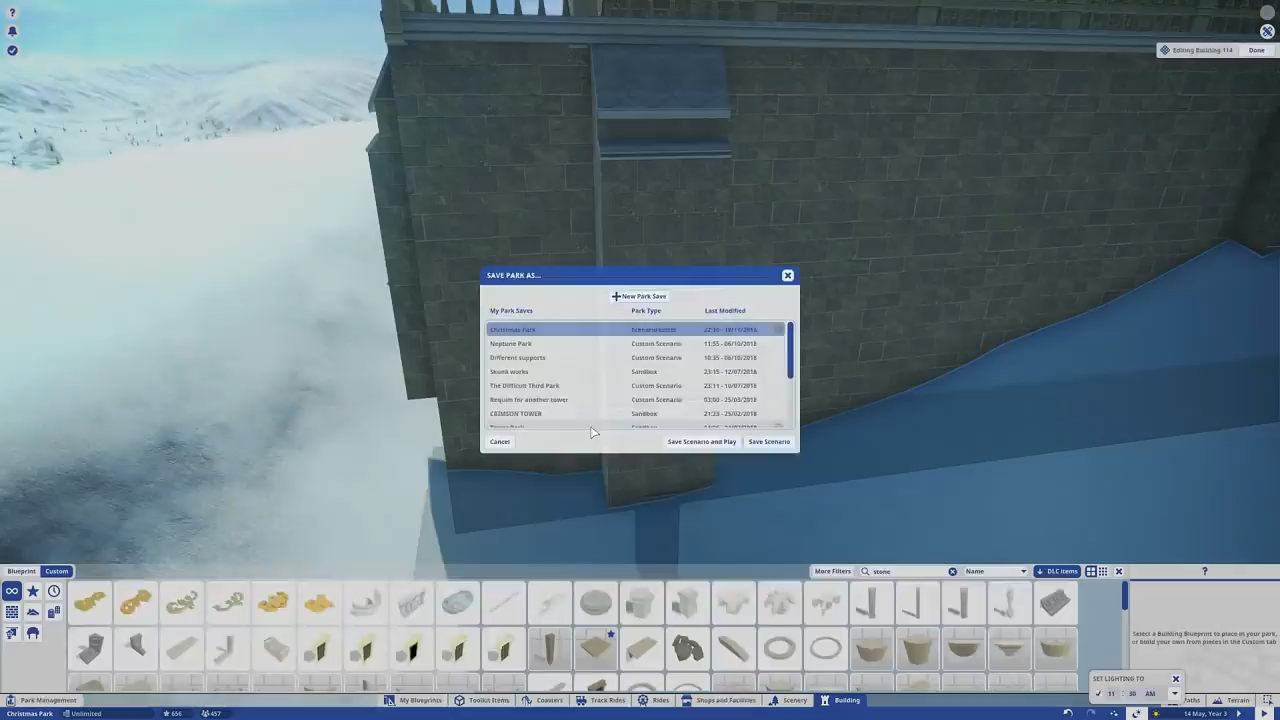 Editing Building 114 Done
SAVE PARK AS...
New Park Save
My Park Saves Park Type Last Modified
Christmas Park
Neptune Park Custom Scenario 11:55 - 06/10/2018
Different supports Custom Scenario 10:35 - 06/10/2018
Skunk works Sandbox 23:15 - 12/07/2018
The Difficult Third Park Custom Scenario 23:11 - 10/07/2018
Requim for another tower Custom Scenario 03:00 - 25/03/2018
CRIMSON TOWER Sandbox 21:23 - 25/02/2018
Cancel Save Scenario and Play Save Scenario
Blueprint Custom More Filters stone Name DLC items
Select a Building Blueprint to place in your park, or build your own from pieces in the Custom tab
SET LIGHTING TO
11 : 30 AM
Park Management My Blueprints Toolkit Items Coasters Track Rides Rides Shops and Facilities Scenery Building Paths Terrain
Christmas Park Unlimited 656 457 14 May, Year 3